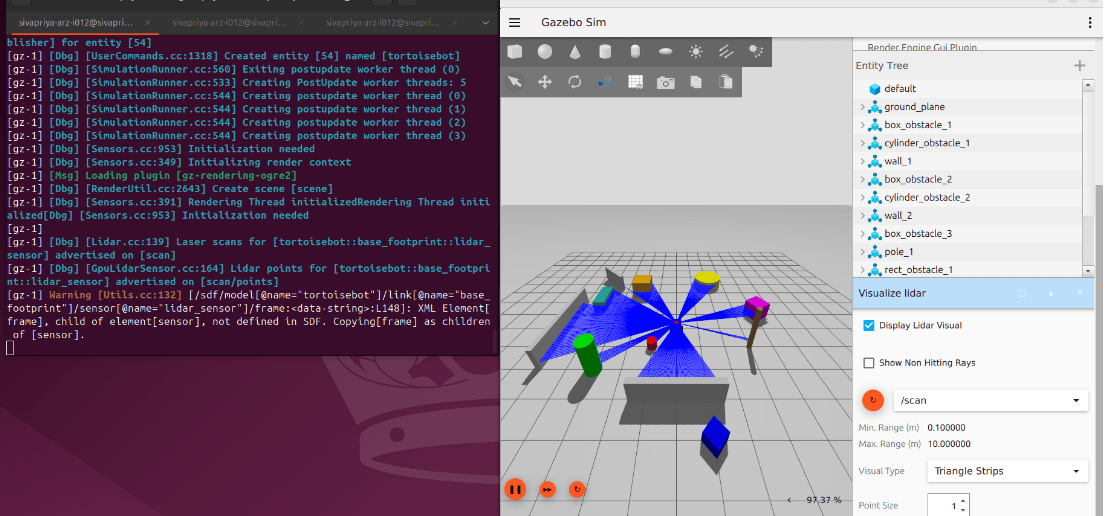 sivapriya-arz-i012@sivapri...
sivapriya-arz-i012@sivapri...
sivapriya-arz-i012@sivapri...
blisher] for entity [54]
[gz-1] [Dbg] [UserCommands.cc:1318] Created entity [54] named [tortoisebot]
[gz-1] [Dbg] [SimulationRunner.cc:560] Exiting postupdate worker thread (0)
[gz-1] [Dbg] [SimulationRunner.cc:533] Creating PostUpdate worker threads: 5
[gz-1] [Dbg] [SimulationRunner.cc:544] Creating postupdate worker thread (0)
[gz-1] [Dbg] [SimulationRunner.cc:544] Creating postupdate worker thread (1)
[gz-1] [Dbg] [SimulationRunner.cc:544] Creating postupdate worker thread (2)
[gz-1] [Dbg] [SimulationRunner.cc:544] Creating postupdate worker thread (3)
[gz-1] [Dbg] [Sensors.cc:953] Initialization needed
[gz-1] [Dbg] [Sensors.cc:349] Initializing render context
[gz-1] [Msg] Loading plugin [gz-rendering-ogre2]
[gz-1] [Dbg] [RenderUtil.cc:2643] Create scene [scene]
[gz-1] [Dbg] [Sensors.cc:391] Rendering Thread initializedRendering Thread initi
alized[Dbg] [Sensors.cc:953] Initialization needed
[gz-1]
[gz-1] [Dbg] [Lidar.cc:139] Laser scans for [tortoisebot::base_footprint::lidar_
sensor] advertised on [scan]
[gz-1] [Dbg] [GpuLidarSensor.cc:164] Lidar points for [tortoisebot::base_footpri
nt::lidar_sensor] advertised on [scan/points]
[gz-1] Warning [Utils.cc:132] [/sdf/model[@name="tortoisebot"]/link[@name="base_
footprint"]/sensor[@name="lidar_sensor"]/frame:<data-string>:L148]: XML Element[
frame], child of element[sensor], not defined in SDF. Copying[frame] as children
 of [sensor].
Gazebo Sim
97.37 %
Render Engine Gui Plugin
Entity Tree
default
ground_plane
box_obstacle_1
cylinder_obstacle_1
wall_1
box_obstacle_2
cylinder_obstacle_2
wall_2
box_obstacle_3
pole_1
rect_obstacle_1
Visualize lidar
Display Lidar Visual
Show Non Hitting Rays
/scan
Min. Range (m) 0.100000
Max. Range (m) 10.000000
Visual Type Triangle Strips
Point Size 1